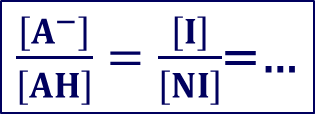 [A⁻] / [AH] = [I] / [NI] = ...